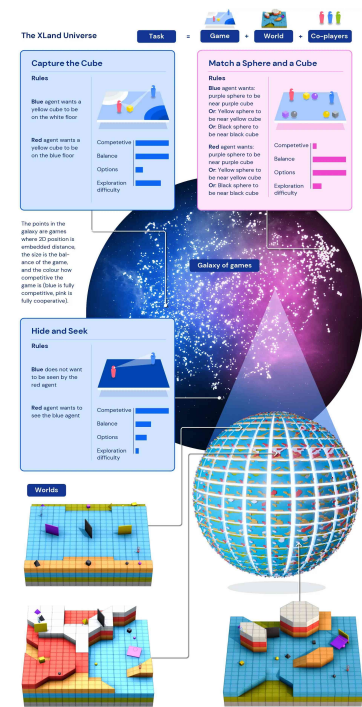 The XLand Universe
Task
=
Game
+
World
+
Co-players
Capture the Cube
Rules
Blue agent wants a
yellow cube to be
on the white floor
Red agent wants a
yellow cube to be
on the blue floor
Competetive
Balance
Options
Exploration
difficulty
Match a Sphere and a Cube
Rules
Blue agent wants:
purple sphere to be
near purple cube
Or: Yellow sphere to
be near yellow cube
Or: Black sphere to
be near black cube
Red agent wants:
purple sphere to be
near purple cube
Or: Yellow sphere to
be near yellow cube
Or: Black sphere to
be near black cube
Competetive
Balance
Options
Exploration
difficulty
The points in the
galaxy are games
where 2D position is
embedded distance,
the size is the bal-
ance of the game,
and the colour how
competitive the
game is (blue is fully
competitive, pink is
fully cooperative).
Galaxy of games
Hide and Seek
Rules
Blue does not want
to be seen by the
red agent
Red agent wants to
see the blue agent
Competetive
Balance
Options
Exploration
difficulty
Worlds